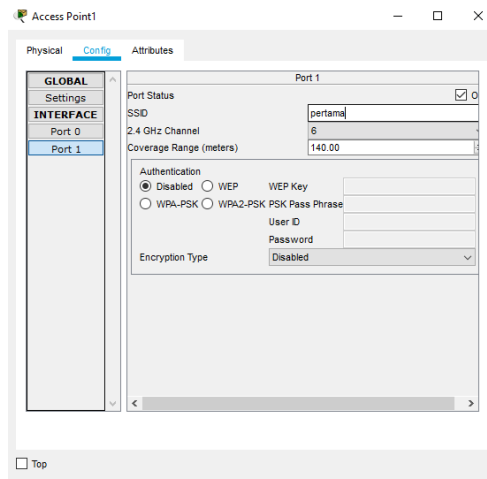 Access Point1
Physical Config Attributes
GLOBAL
Settings
INTERFACE
Port 0
Port 1
Port 1
Port Status
SSID pertama
2.4 GHz Channel 6
Coverage Range (meters) 140.00
Authentication
Disabled WEP WEP Key
WPA-PSK WPA2-PSK PSK Pass Phrase
User ID
Password
Encryption Type Disabled
Top